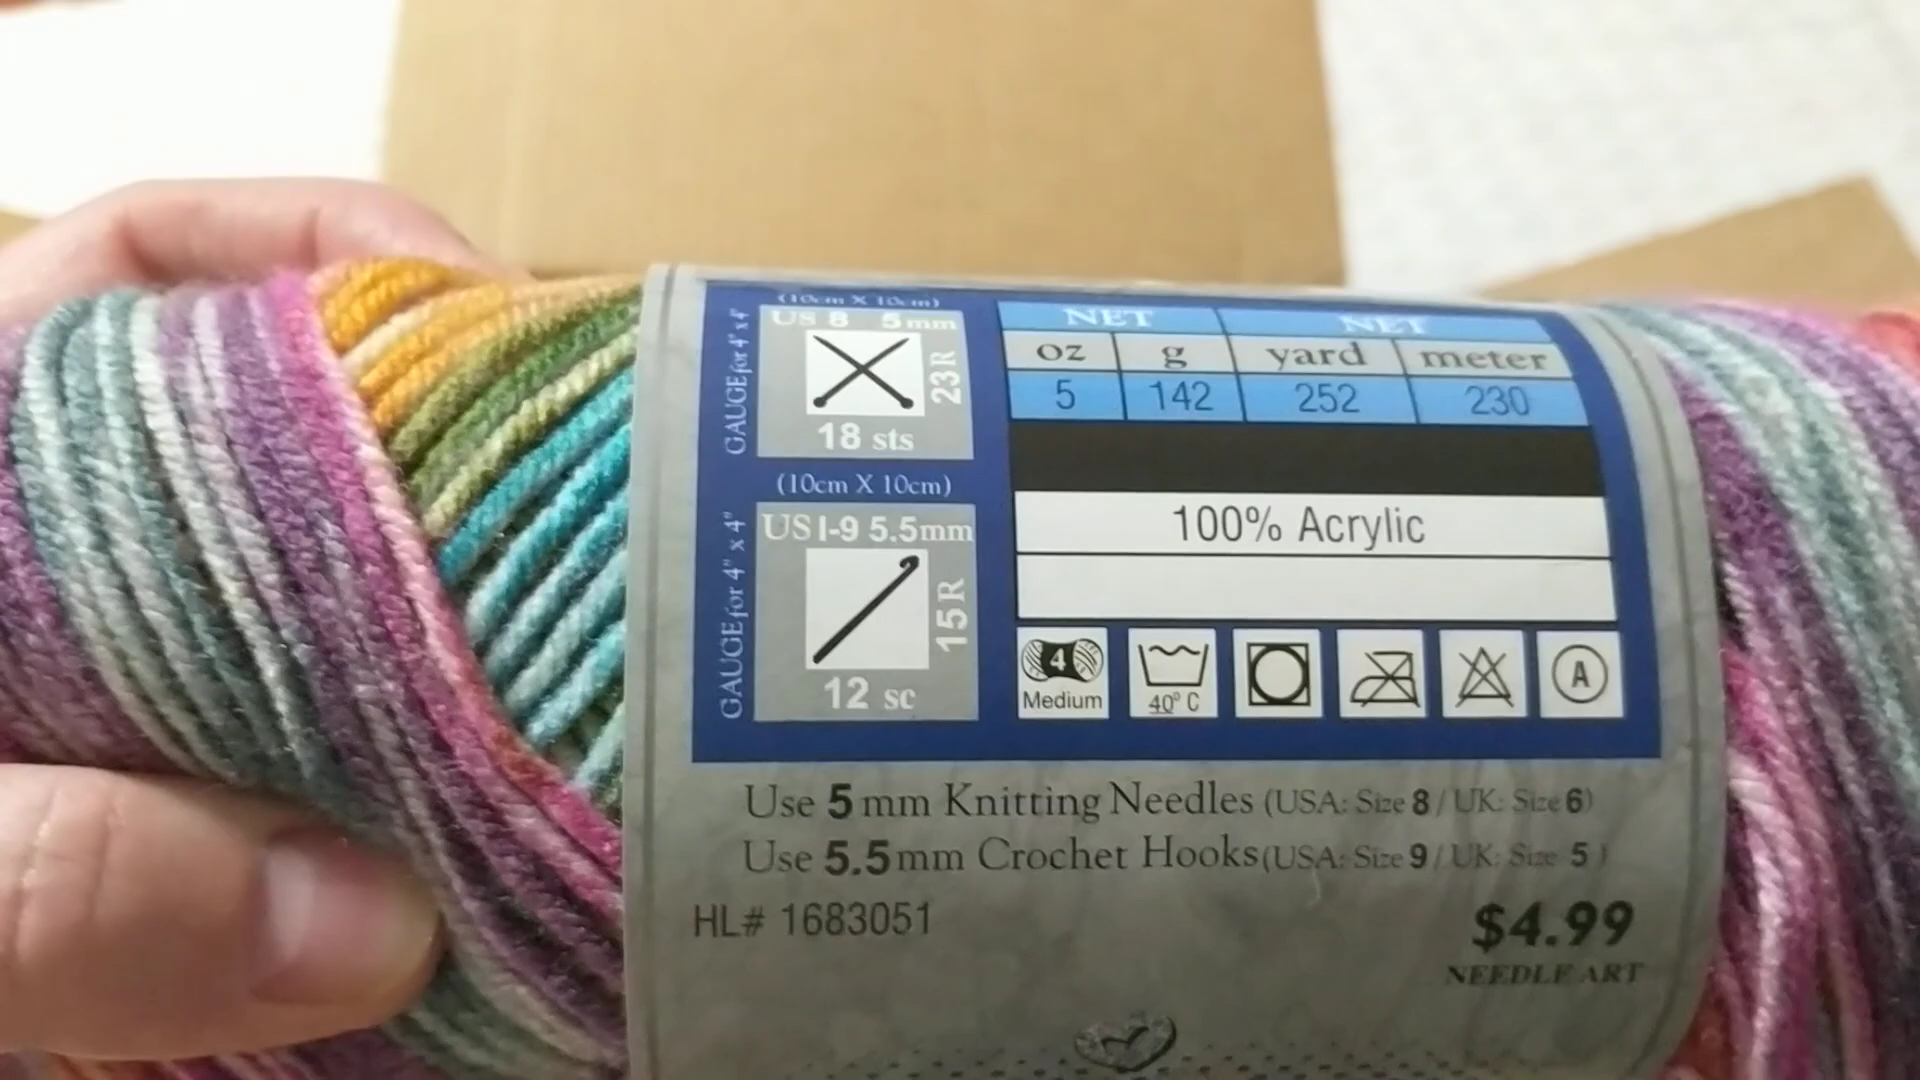 (10cm X 10cm)
GAUGE for 4" x 4"
US 8 5mm
23R
18 sts
(10cm X 10cm)
GAUGE for 4" x 4"
US I-9 5.5mm
15R
12 sc
NET NET
oz g yard meter
5 142 252 230
100% Acrylic
4
Medium
40° C
A
Use 5 mm Knitting Needles (USA: Size 8 / UK: Size 6)
Use 5.5 mm Crochet Hooks (USA: Size 9 / UK: Size 5 )
HL# 1683051
$4.99
NEEDLE ART